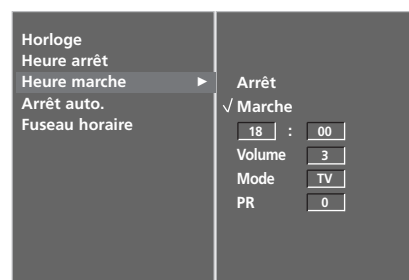 Horloge
Heure arrêt
Heure marche ►
Arrêt auto.
Fuseau horaire
Arrêt
√ Marche
18 : 00
Volume 3
Mode TV
PR 0